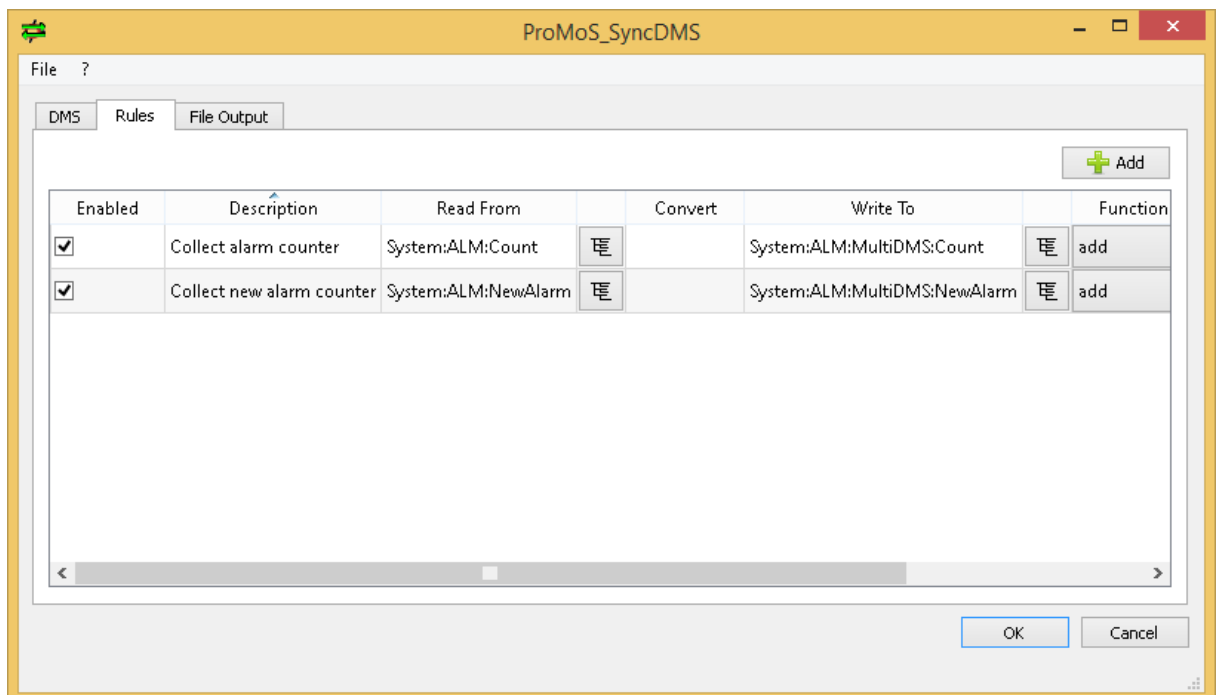 ProMoS_SyncDMS
File ?
DMS Rules File Output
Add
Enabled Description Read From Convert Write To Function
Collect alarm counter System:ALM:Count System:ALM:MultiDMS:Count add
Collect new alarm counter System:ALM:NewAlarm System:ALM:MultiDMS:NewAlarm add
OK Cancel